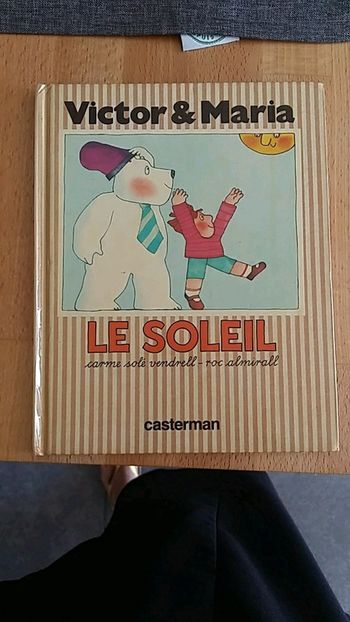 Victor & Maria
LE SOLEIL
carme solé vendrell - roc almirall
casterman